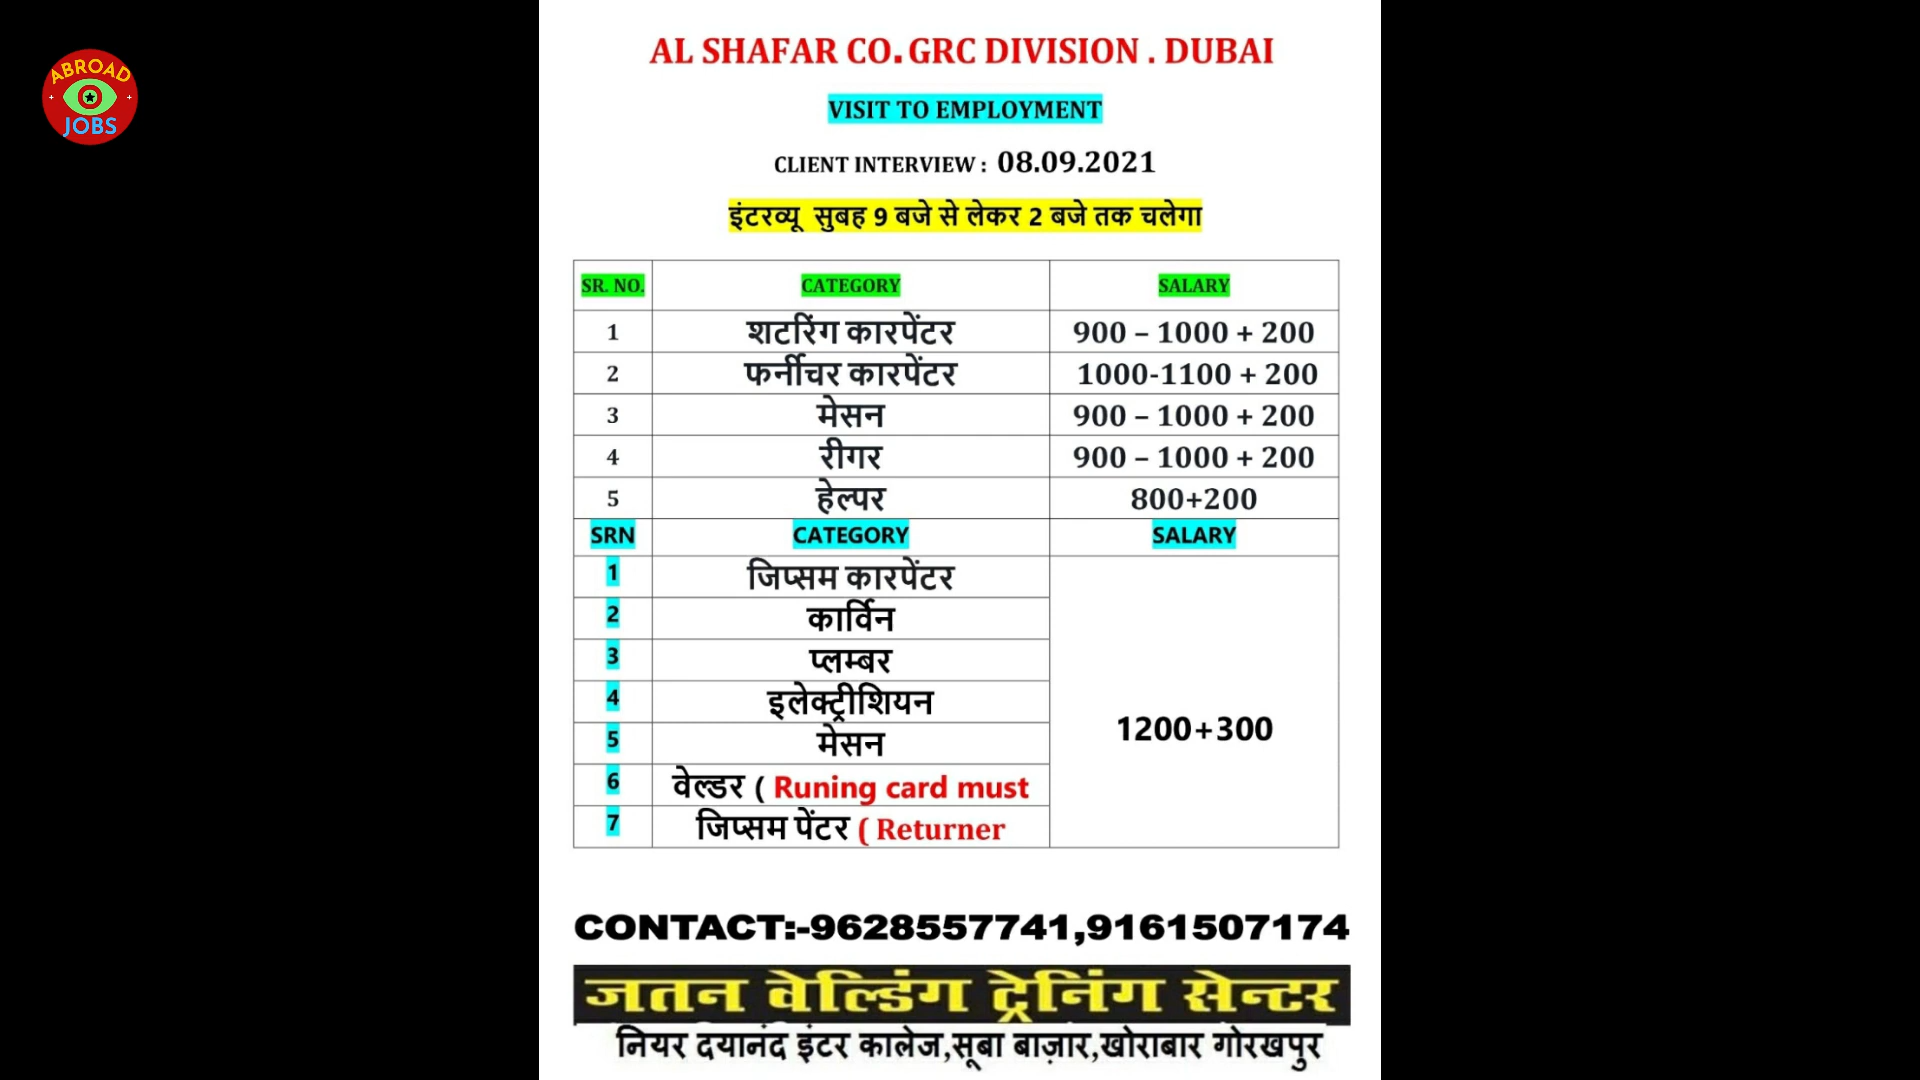 ABROAD
JOBS
AL SHAFAR CO. GRC DIVISION . DUBAI
VISIT TO EMPLOYMENT
CLIENT INTERVIEW : 08.09.2021
इंटरव्यू सुबह 9 बजे से लेकर 2 बजे तक चलेगा
SR. NO. CATEGORY SALARY
1 शटरिंग कारपेंटर 900 – 1000 + 200
2 फर्नीचर कारपेंटर 1000-1100 + 200
3 मेसन 900 – 1000 + 200
4 रीगर 900 – 1000 + 200
5 हेल्पर 800+200
SRN CATEGORY SALARY
1 जिप्सम कारपेंटर
2 कार्विन
3 प्लम्बर
4 इलेक्ट्रीशियन
5 मेसन
1200+300
6 वेल्डर ( Runing card must
7 जिप्सम पेंटर ( Returner
CONTACT:-9628557741,9161507174
जतन वेल्डिंग ट्रेनिंग सेन्टर
नियर दयानंद इंटर कालेज,सूबा बाज़ार,खोराबार गोरखपुर